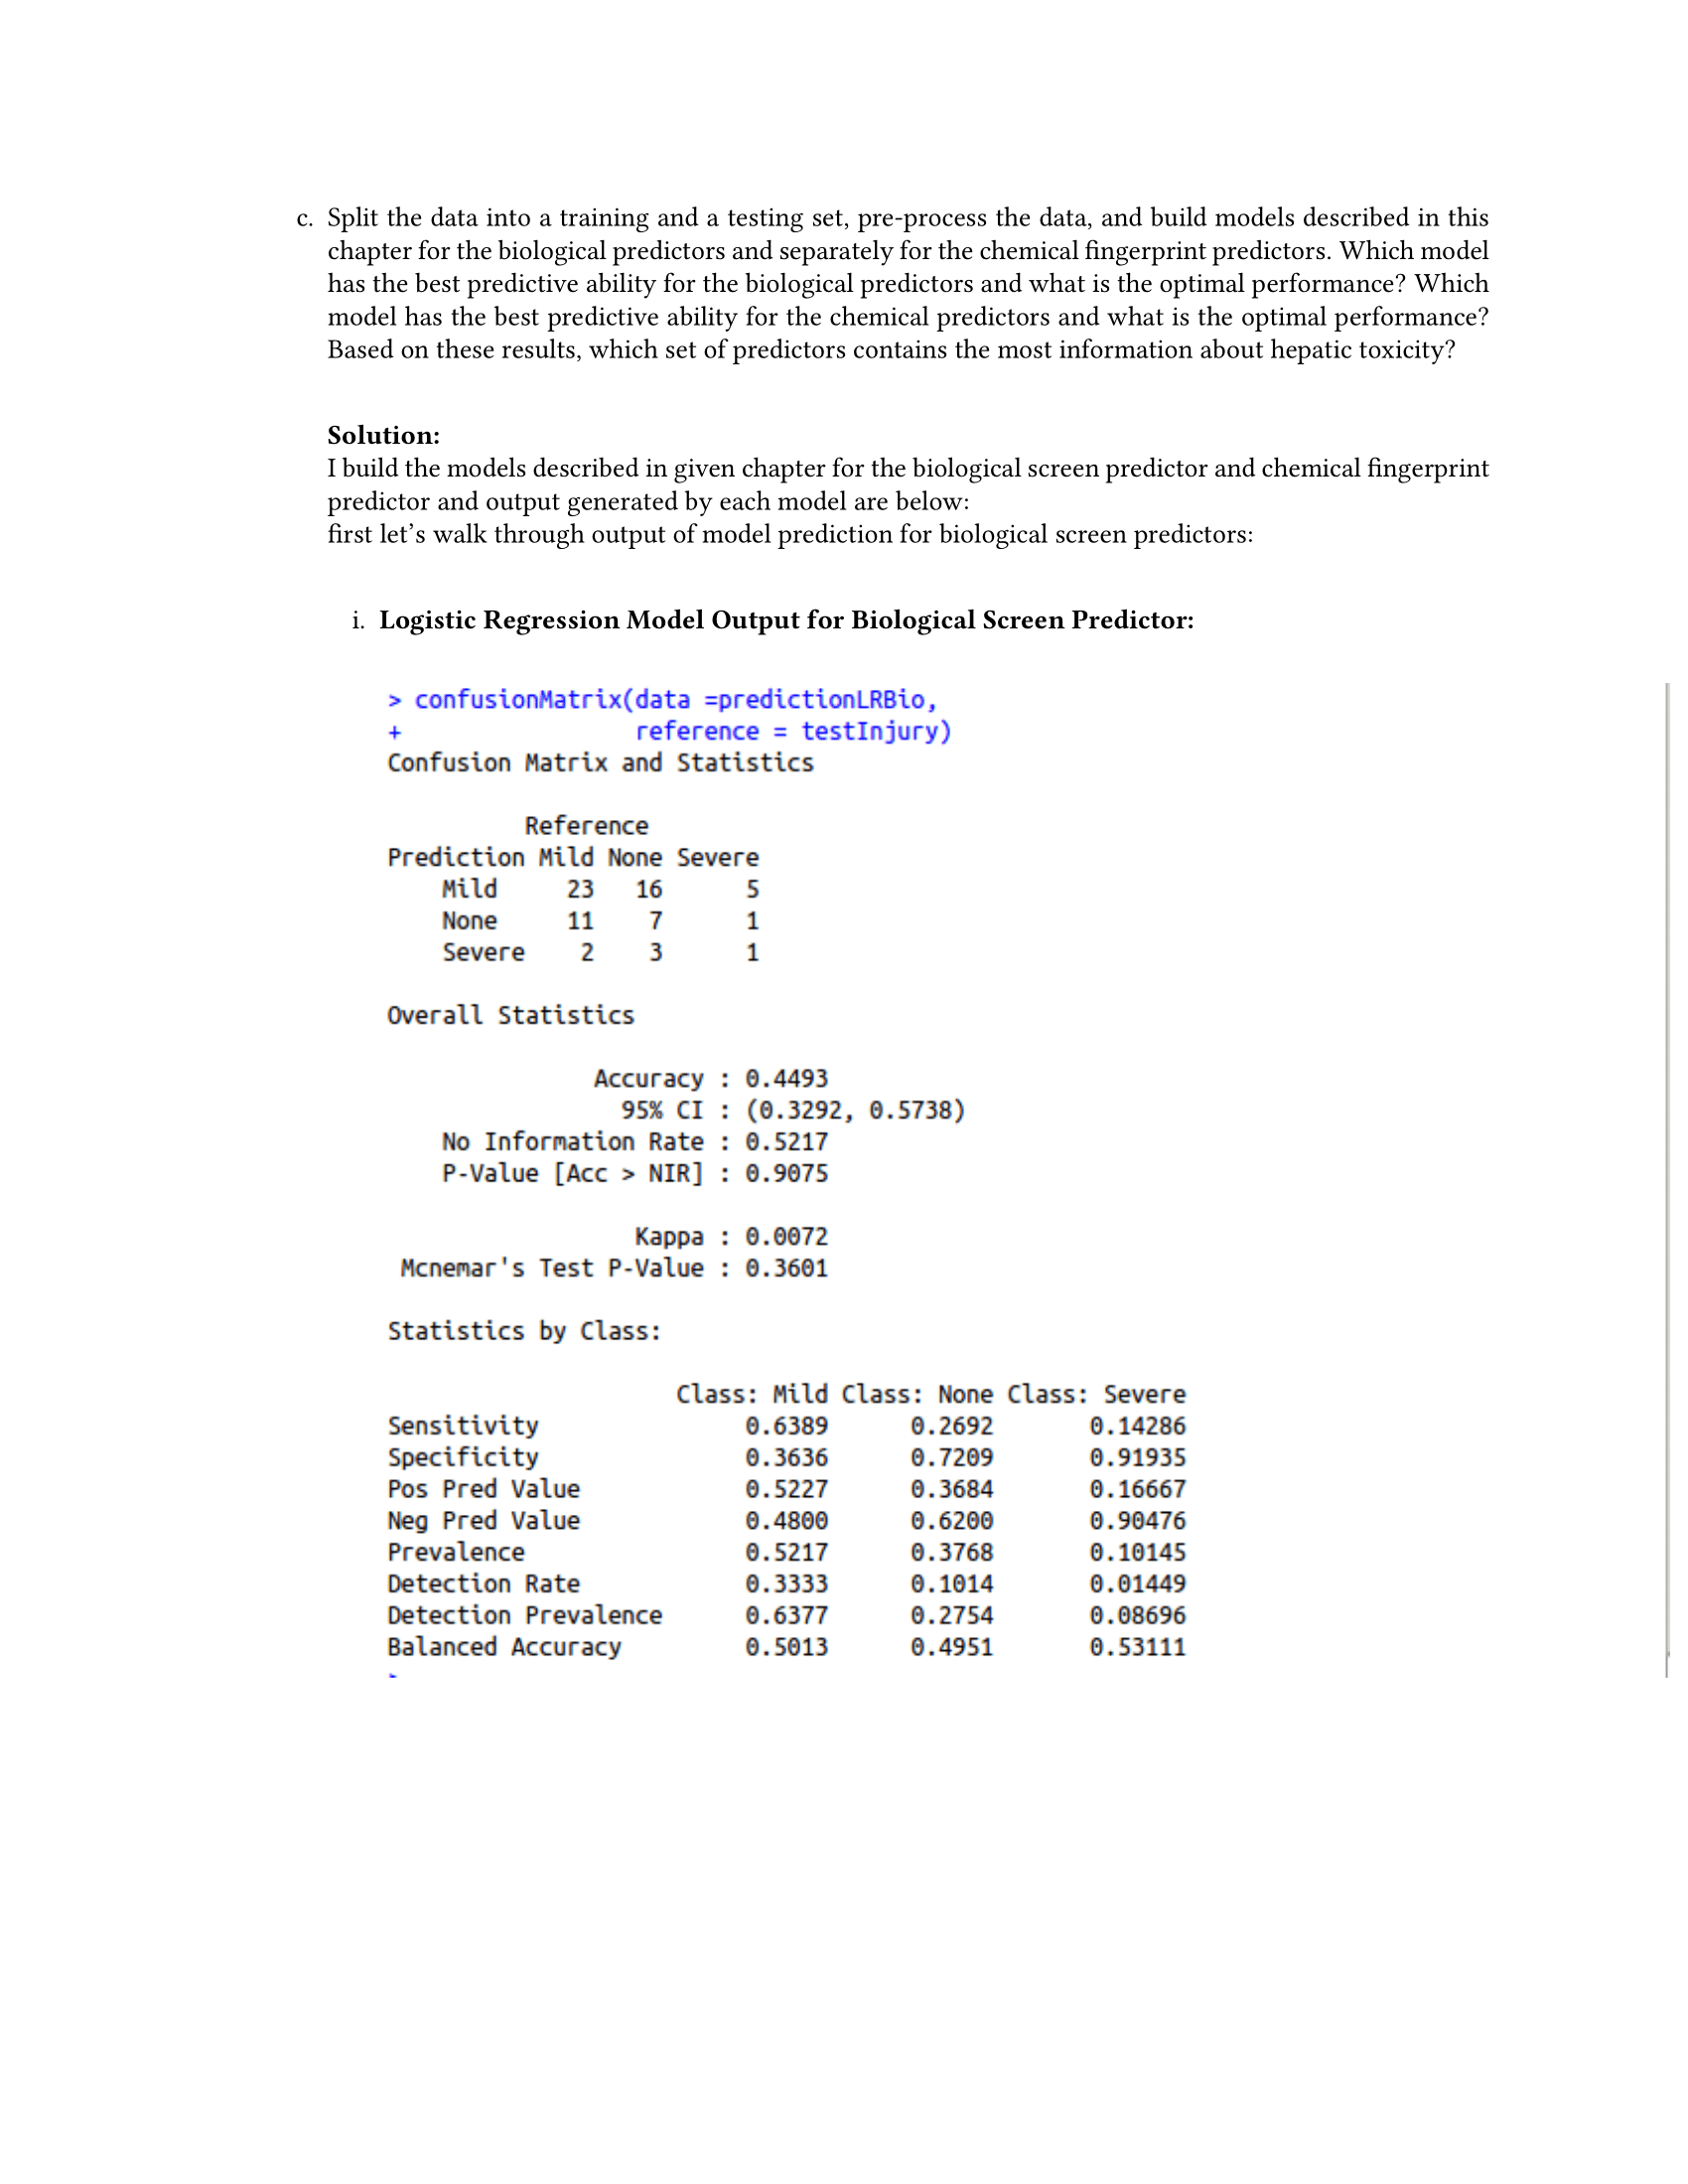 c. Split the data into a training and a testing set, pre-process the data, and build models described in this
chapter for the biological predictors and separately for the chemical fingerprint predictors. Which model
has the best predictive ability for the biological predictors and what is the optimal performance? Which
model has the best predictive ability for the chemical predictors and what is the optimal performance?
Based on these results, which set of predictors contains the most information about hepatic toxicity?
Solution:
I build the models described in given chapter for the biological screen predictor and chemical fingerprint
predictor and output generated by each model are below:
first let's walk through output of model prediction for biological screen predictors:
i. Logistic Regression Model Output for Biological Screen Predictor:
> confusionMatrix(data =predictionLRBio,
+                 reference = testInjury)
Confusion Matrix and Statistics
          Reference
Prediction Mild None Severe
    Mild     23   16      5
    None     11    7      1
    Severe    2    3      1
Overall Statistics
               Accuracy : 0.4493
                 95% CI : (0.3292, 0.5738)
    No Information Rate : 0.5217
    P-Value [Acc > NIR] : 0.9075
                  Kappa : 0.0072
 Mcnemar's Test P-Value : 0.3601
Statistics by Class:
                     Class: Mild Class: None Class: Severe
Sensitivity               0.6389      0.2692       0.14286
Specificity               0.3636      0.7209       0.91935
Pos Pred Value            0.5227      0.3684       0.16667
Neg Pred Value            0.4800      0.6200       0.90476
Prevalence                0.5217      0.3768       0.10145
Detection Rate            0.3333      0.1014       0.01449
Detection Prevalence      0.6377      0.2754       0.08696
Balanced Accuracy         0.5013      0.4951       0.53111